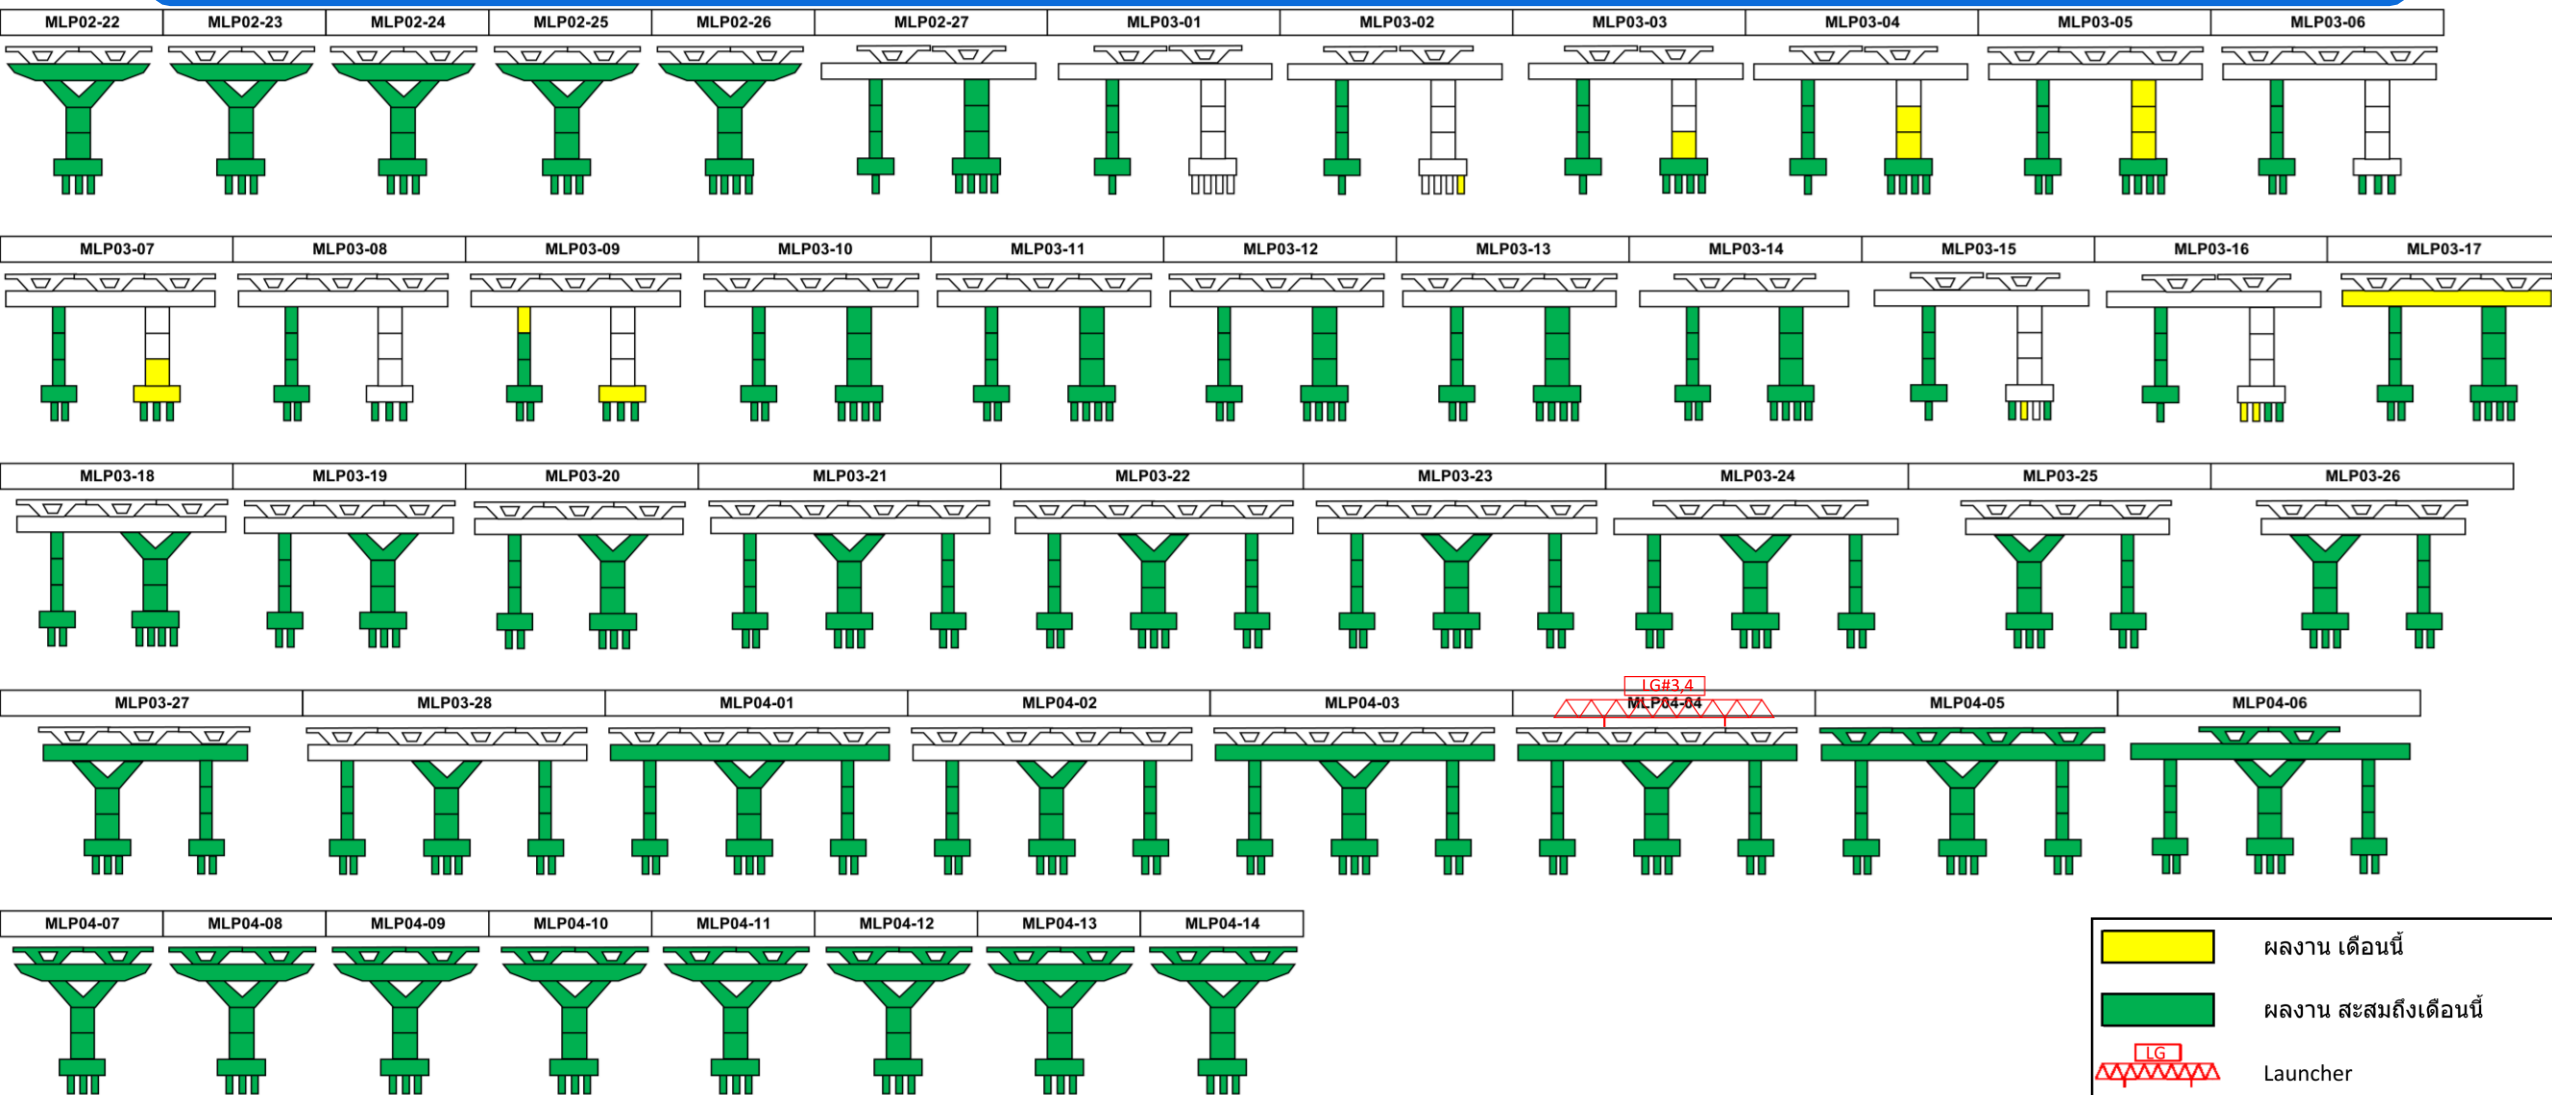 MLP02-22 MLP02-23 MLP02-24 MLP02-25 MLP02-26 MLP02-27 MLP03-01 MLP03-02 MLP03-03 MLP03-04 MLP03-05 MLP03-06
MLP03-07 MLP03-08 MLP03-09 MLP03-10 MLP03-11 MLP03-12 MLP03-13 MLP03-14 MLP03-15 MLP03-16 MLP03-17
MLP03-18 MLP03-19 MLP03-20 MLP03-21 MLP03-22 MLP03-23 MLP03-24 MLP03-25 MLP03-26
LG#3,4
MLP03-27 MLP03-28 MLP04-01 MLP04-02 MLP04-03 MLP04-04 MLP04-05 MLP04-06
MLP04-07 MLP04-08 MLP04-09 MLP04-10 MLP04-11 MLP04-12 MLP04-13 MLP04-14
ผลงาน เดือนนี้
ผลงาน สะสมถึงเดือนนี้
LG
Launcher